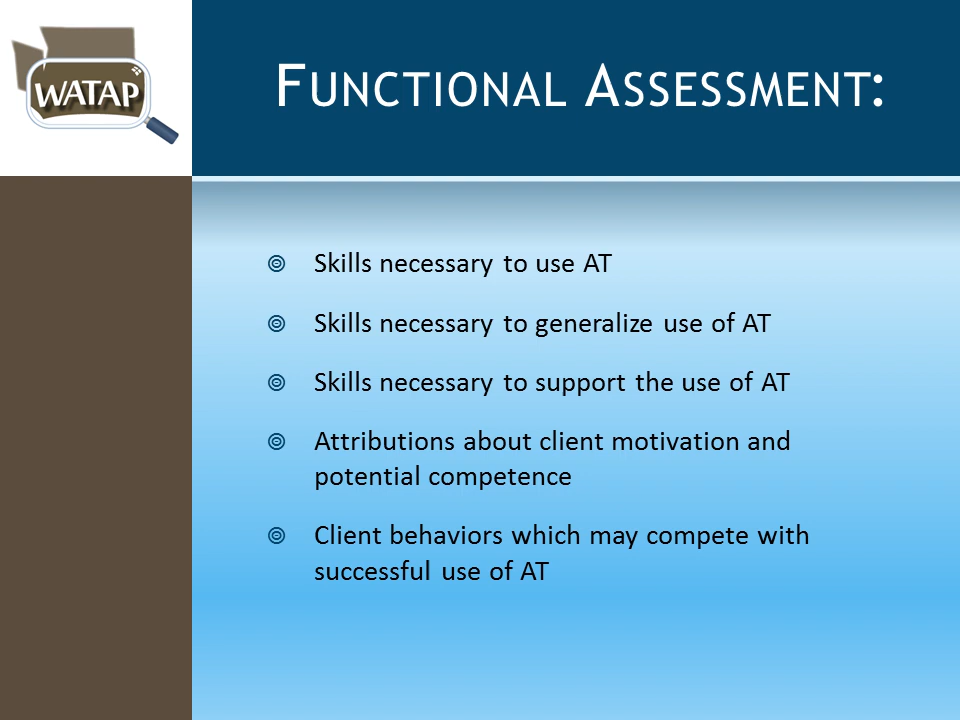 WATAP
Functional Assessment:
Skills necessary to use AT
Skills necessary to generalize use of AT
Skills necessary to support the use of AT
Attributions about client motivation and
potential competence
Client behaviors which may compete with
successful use of AT